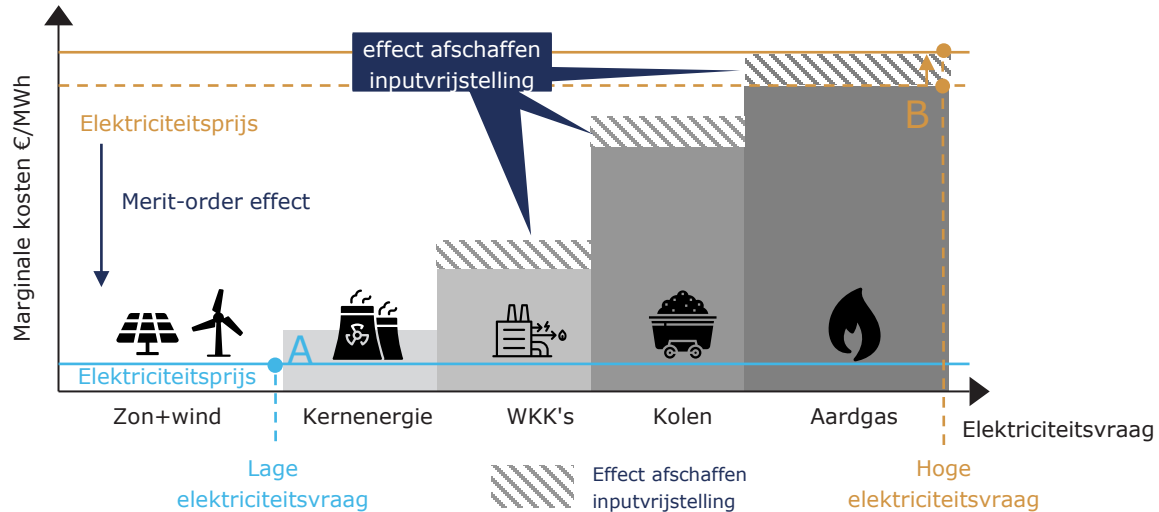 effect afschaffen
inputvrijstelling
Marginale kosten €/MWh
Elektriciteitsprijs
B
Merit-order effect
A
Elektriciteitsprijs
Zon+wind
Kernenergie
WKK's
Kolen
Aardgas
Elektriciteitsvraag
Lage
elektriciteitsvraag
Effect afschaffen
inputvrijstelling
Hoge
elektriciteitsvraag